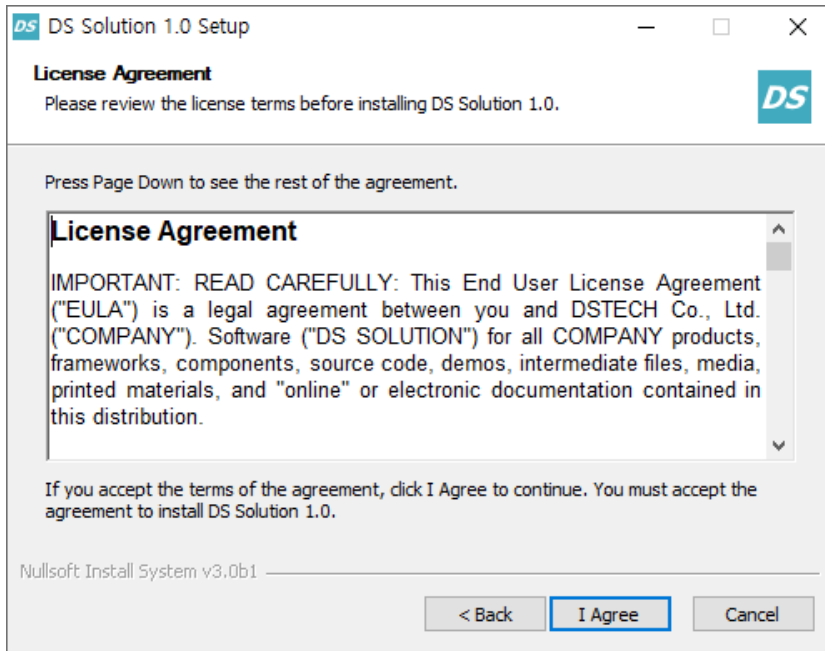 DS DS Solution 1.0 Setup
License Agreement
Please review the license terms before installing DS Solution 1.0.
DS
Press Page Down to see the rest of the agreement.
License Agreement
IMPORTANT: READ CAREFULLY: This End User License Agreement
("EULA") is a legal agreement between you and DSTECH Co., Ltd.
("COMPANY"). Software ("DS SOLUTION") for all COMPANY products,
frameworks, components, source code, demos, intermediate files, media,
printed materials, and "online" or electronic documentation contained in
this distribution.
If you accept the terms of the agreement, click I Agree to continue. You must accept the
agreement to install DS Solution 1.0.
Nullsoft Install System v3.0b1
< Back I Agree Cancel